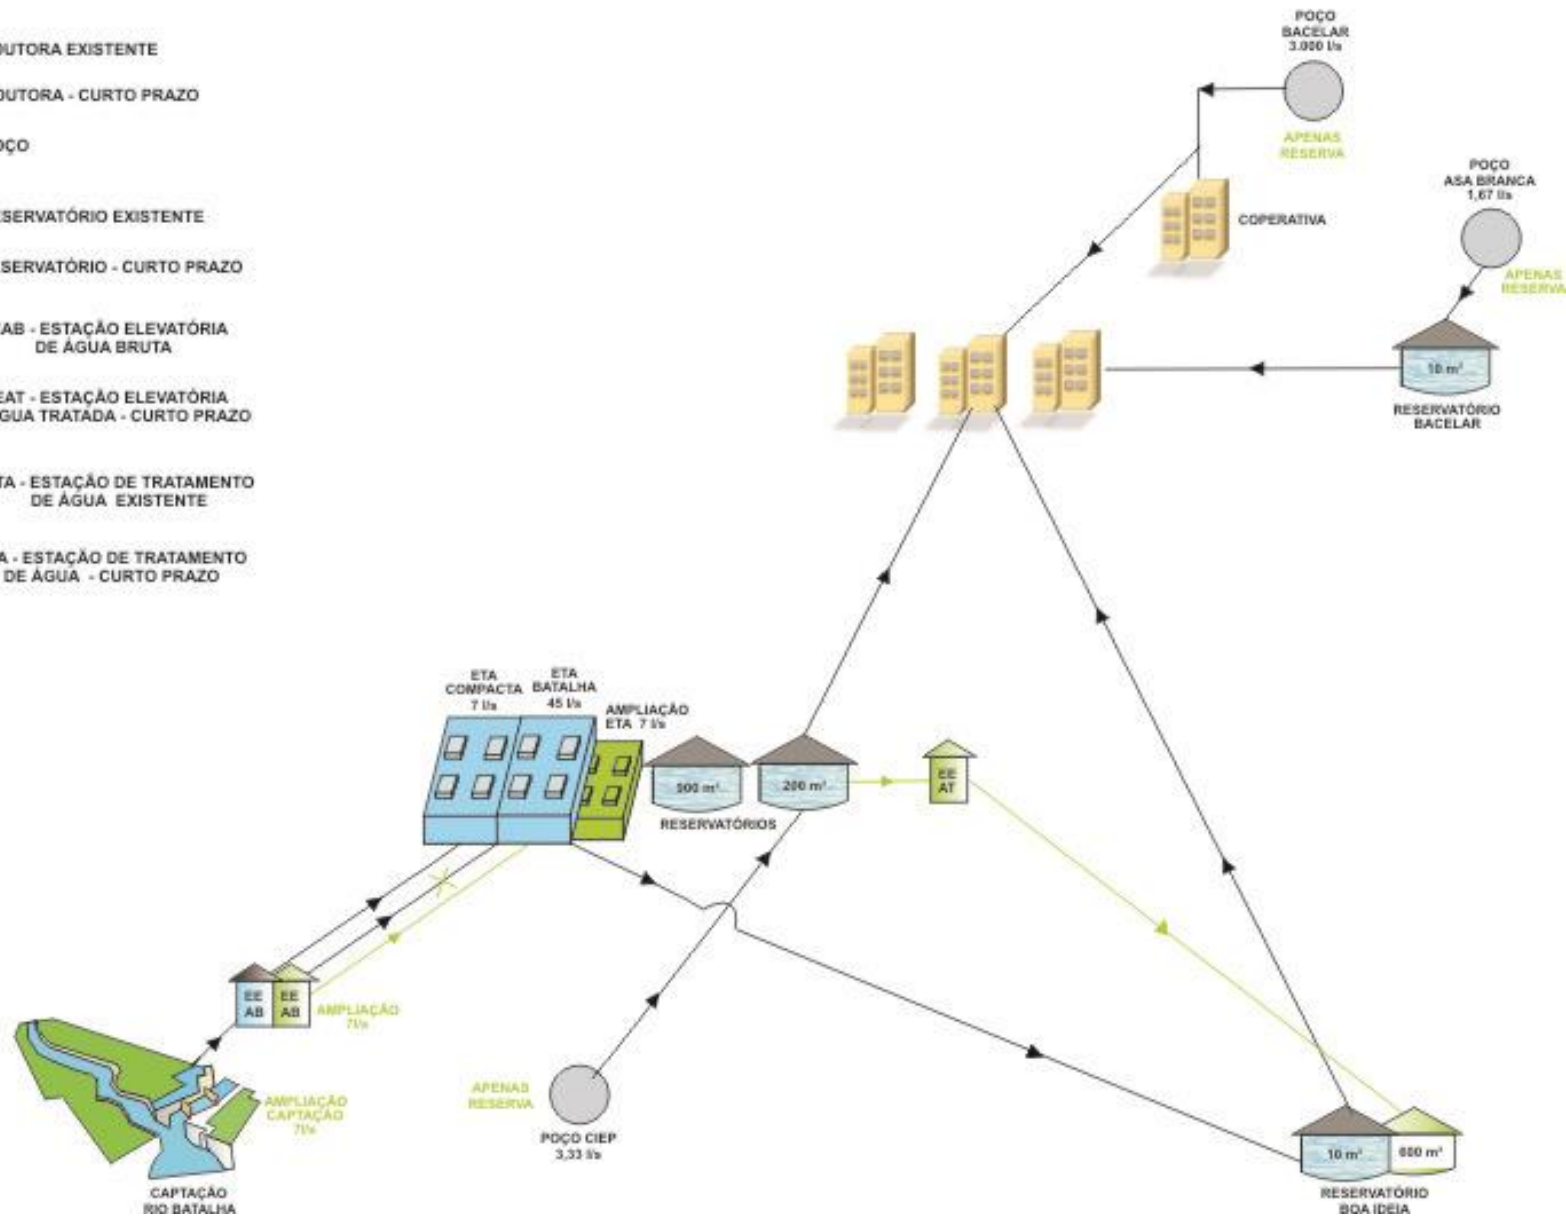 DUTORA EXISTENTE
DUTORA - CURTO PRAZO
OÇO
SERVATÓRIO EXISTENTE
SERVATÓRIO - CURTO PRAZO
AB - ESTAÇÃO ELEVATÓRIA
DE ÁGUA BRUTA
EAT - ESTAÇÃO ELEVATÓRIA
GUA TRATADA - CURTO PRAZO
TA - ESTAÇÃO DE TRATAMENTO
DE ÁGUA EXISTENTE
A - ESTAÇÃO DE TRATAMENTO
DE ÁGUA - CURTO PRAZO
POÇO
BACELAR
3.000 l/s
APENAS
RESERVA
POÇO
ASA BRANCA
1,67 l/s
APENAS
RESERVA
COPERATIVA
10 m³
RESERVATÓRIO
BACELAR
ETA
COMPACTA
7 l/s
ETA
BATALHA
45 l/s
AMPLIAÇÃO
ETA 7 l/s
500 m³
200 m³
RESERVATÓRIOS
EE
AT
EE
AB
EE
AB
AMPLIAÇÃO
7l/s
AMPLIAÇÃO
CAPTAÇÃO
7l/s
CAPTAÇÃO
RIO BATALHA
APENAS
RESERVA
POÇO CIEP
3,33 l/s
10 m³
600 m³
RESERVATÓRIO
BOA IDEIA